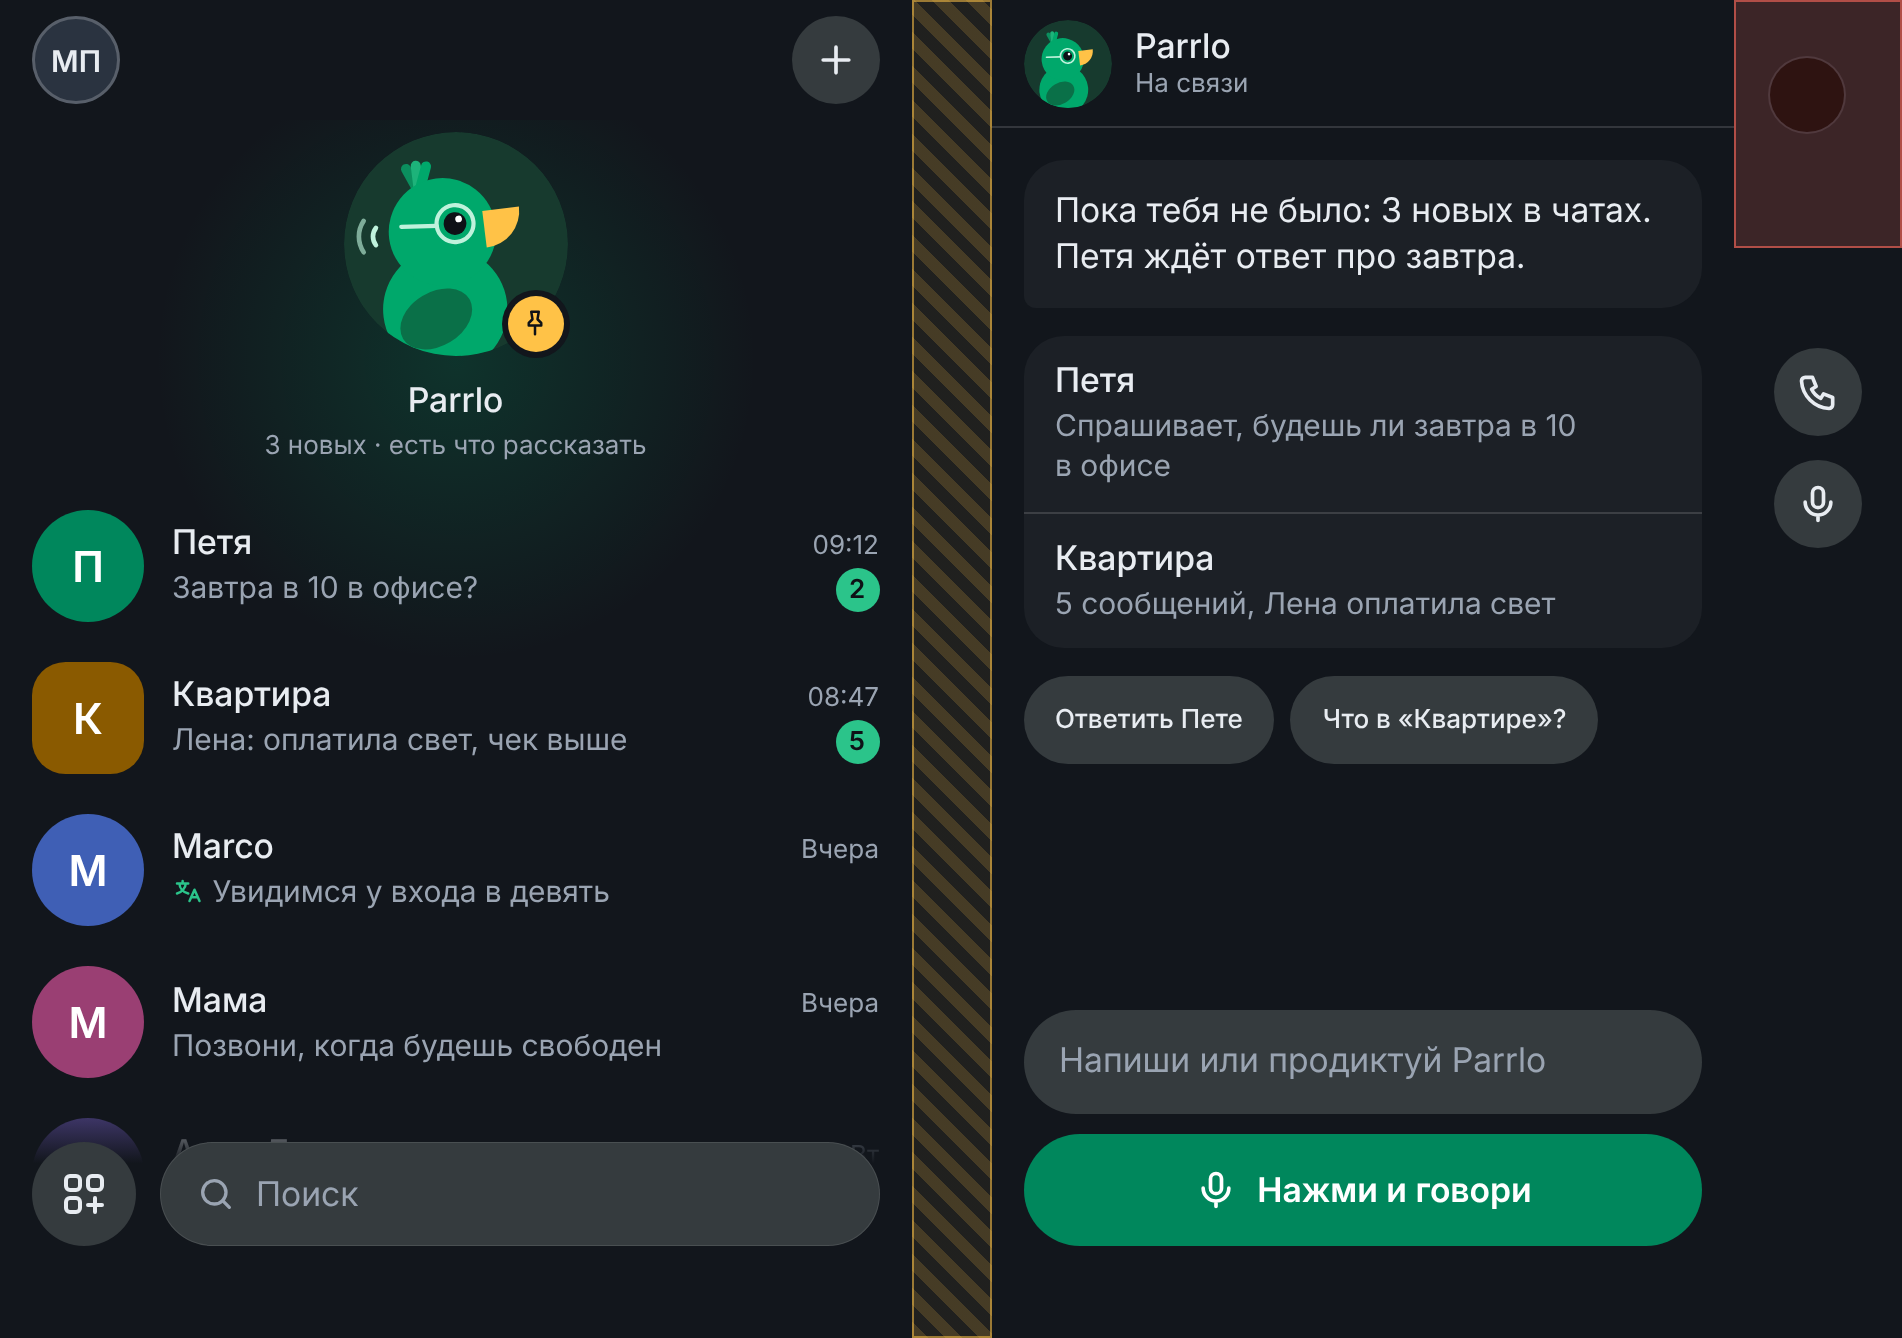 МП
Parrlo
3 новых · есть что рассказать
П
Петя
09:12
Завтра в 10 в офисе?
2
К
Квартира
08:47
Лена: оплатила свет, чек выше
5
M
Marco
Вчера
Увидимся у входа в девять
М
Мама
Вчера
Позвони, когда будешь свободен
Поиск
Parrlo
На связи
Пока тебя не было: 3 новых в чатах.
Петя ждёт ответ про завтра.
Петя
Спрашивает, будешь ли завтра в 10
в офисе
Квартира
5 сообщений, Лена оплатила свет
Ответить Пете
Что в «Квартире»?
Напиши или продиктуй Parrlo
Нажми и говори